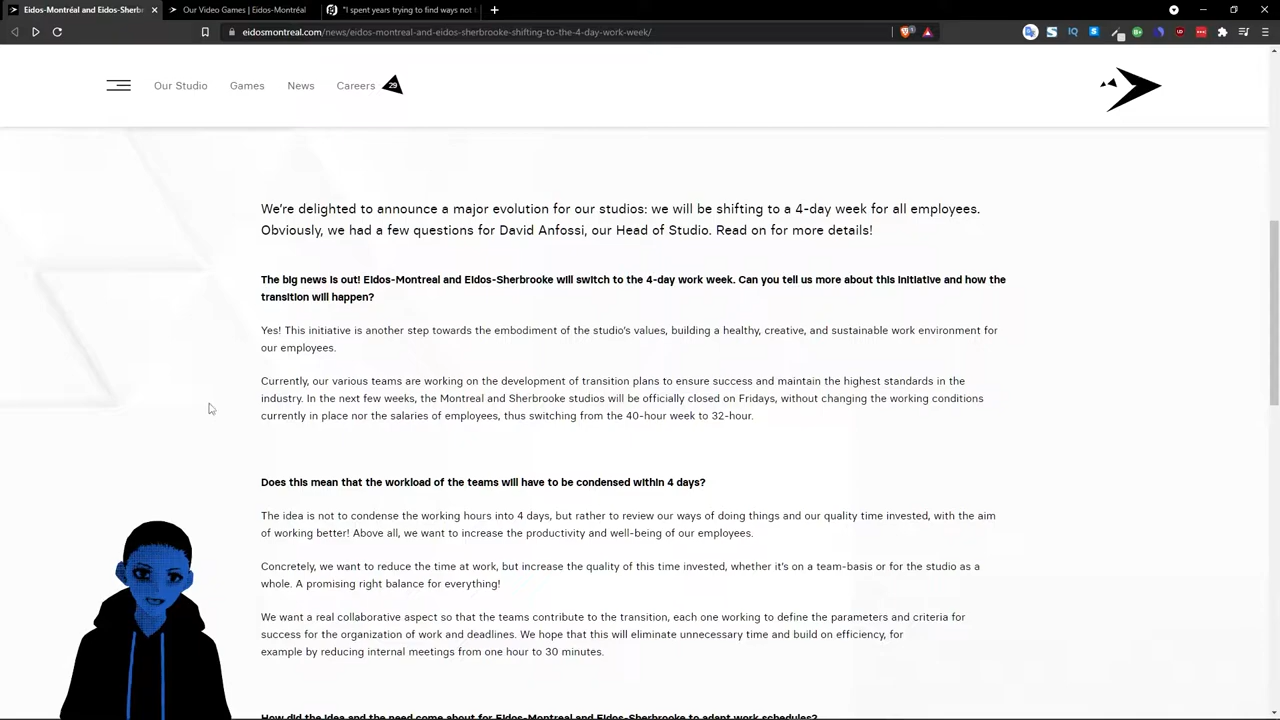 Eidos-Montréal and Eidos-Sherb
Our Video Games | Eidos-Montréal
"I spent years trying to find ways not
eidosmontreal.com/news/eidos-montreal-and-eidos-sherbrooke-shifting-to-the-4-day-work-week/
Our Studio
Games
News
Careers
29
We're delighted to announce a major evolution for our studios: we will be shifting to a 4-day week for all employees.
Obviously, we had a few questions for David Anfossi, our Head of Studio. Read on for more details!
The big news is out! Eidos-Montreal and Eidos-Sherbrooke will switch to the 4-day work week. Can you tell us more about this initiative and how the
transition will happen?
Yes! This initiative is another step towards the embodiment of the studio's values, building a healthy, creative, and sustainable work environment for
our employees.
Currently, our various teams are working on the development of transition plans to ensure success and maintain the highest standards in the
industry. In the next few weeks, the Montreal and Sherbrooke studios will be officially closed on Fridays, without changing the working conditions
currently in place nor the salaries of employees, thus switching from the 40-hour week to 32-hour.
Does this mean that the workload of the teams will have to be condensed within 4 days?
The idea is not to condense the working hours into 4 days, but rather to review our ways of doing things and our quality time invested, with the aim
of working better! Above all, we want to increase the productivity and well-being of our employees.
Concretely, we want to reduce the time at work, but increase the quality of this time invested, whether it's on a team-basis or for the studio as a
whole. A promising right balance for everything!
We want a real collaborative aspect so that the teams contribute to the transition, each one working to define the parameters and criteria for
success for the organization of work and deadlines. We hope that this will eliminate unnecessary time and build on efficiency, for
example by reducing internal meetings from one hour to 30 minutes.
How did the idea and the need come about for Eidos-Montreal and Eidos-Sherbrooke to adapt work schedules?